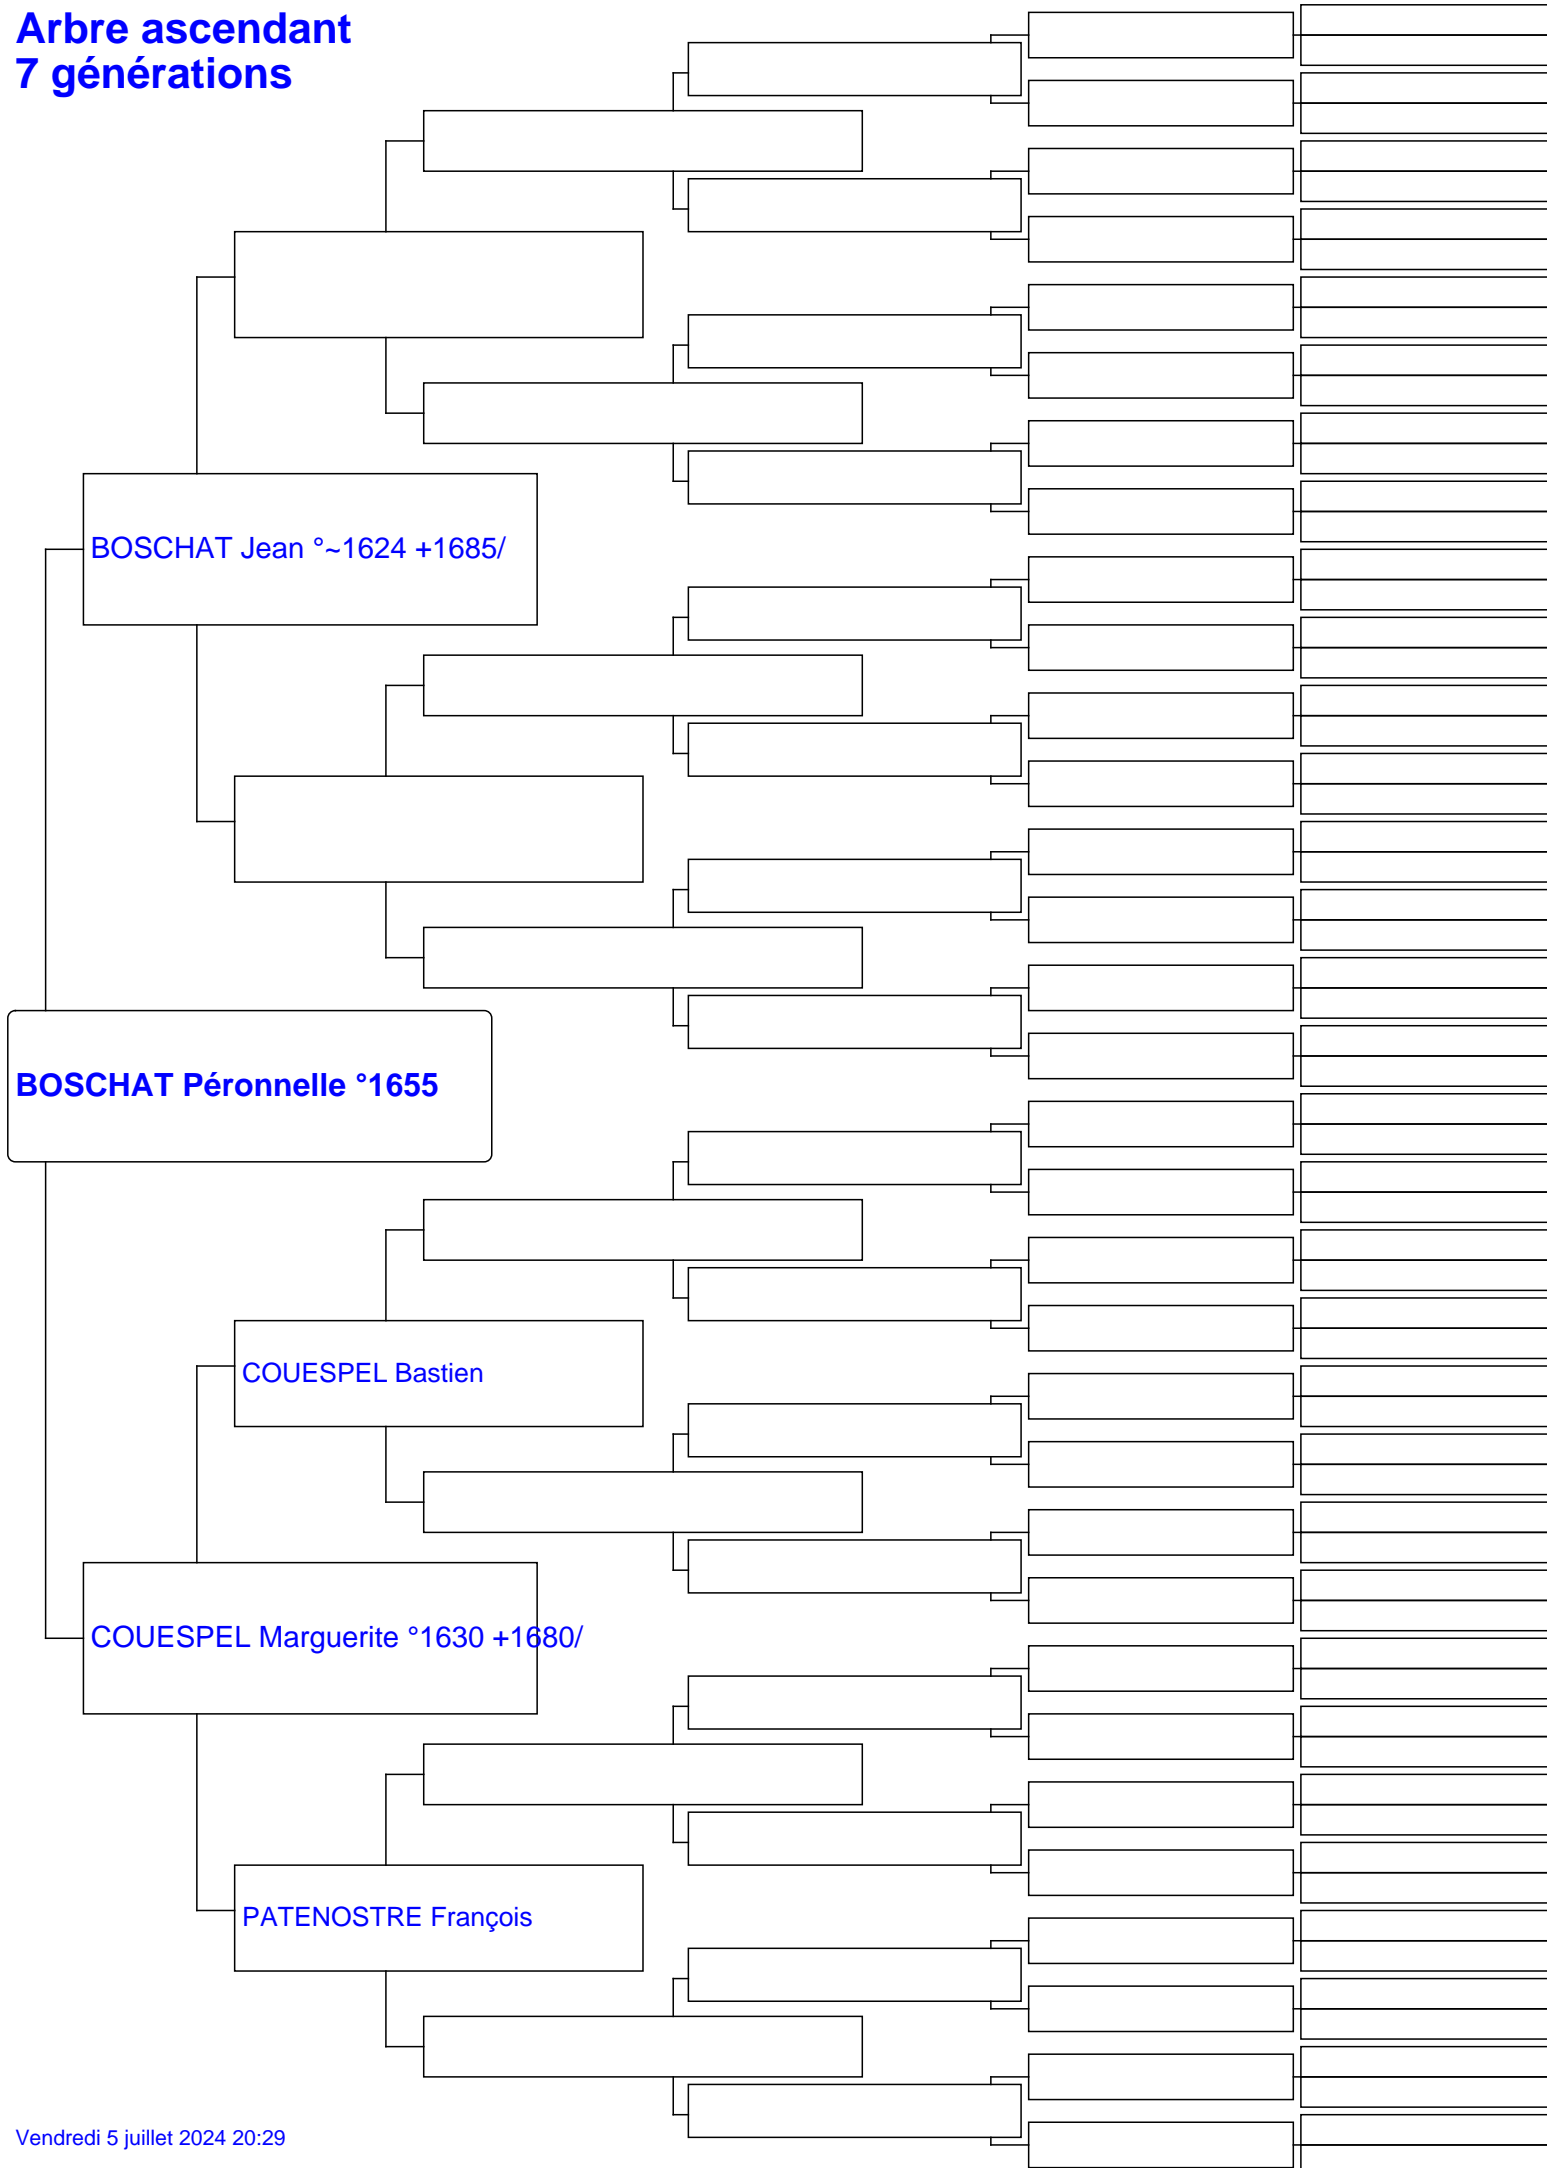 Arbre ascendant
7 générations
BOSCHAT Jean °~1624 +1685/
BOSCHAT Péronnelle °1655
COUESPEL Bastien
COUESPEL Marguerite °1630 +1680/
PATENOSTRE François
Vendredi 5 juillet 2024 20:29